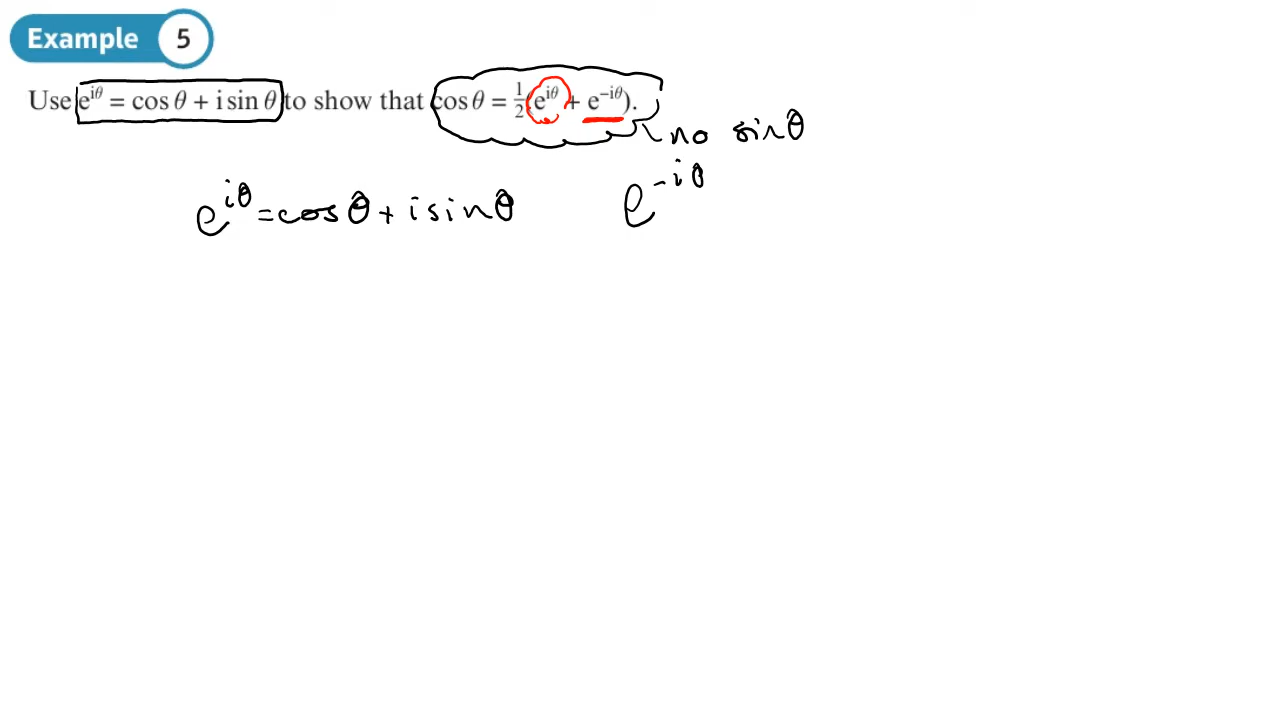 Example 5
Use e^{iθ} = cos θ + i sin θ to show that cos θ = ½(e^{iθ} + e^{−iθ}).
no sinθ
e^{iθ} = cosθ + i sinθ e^{-iθ}